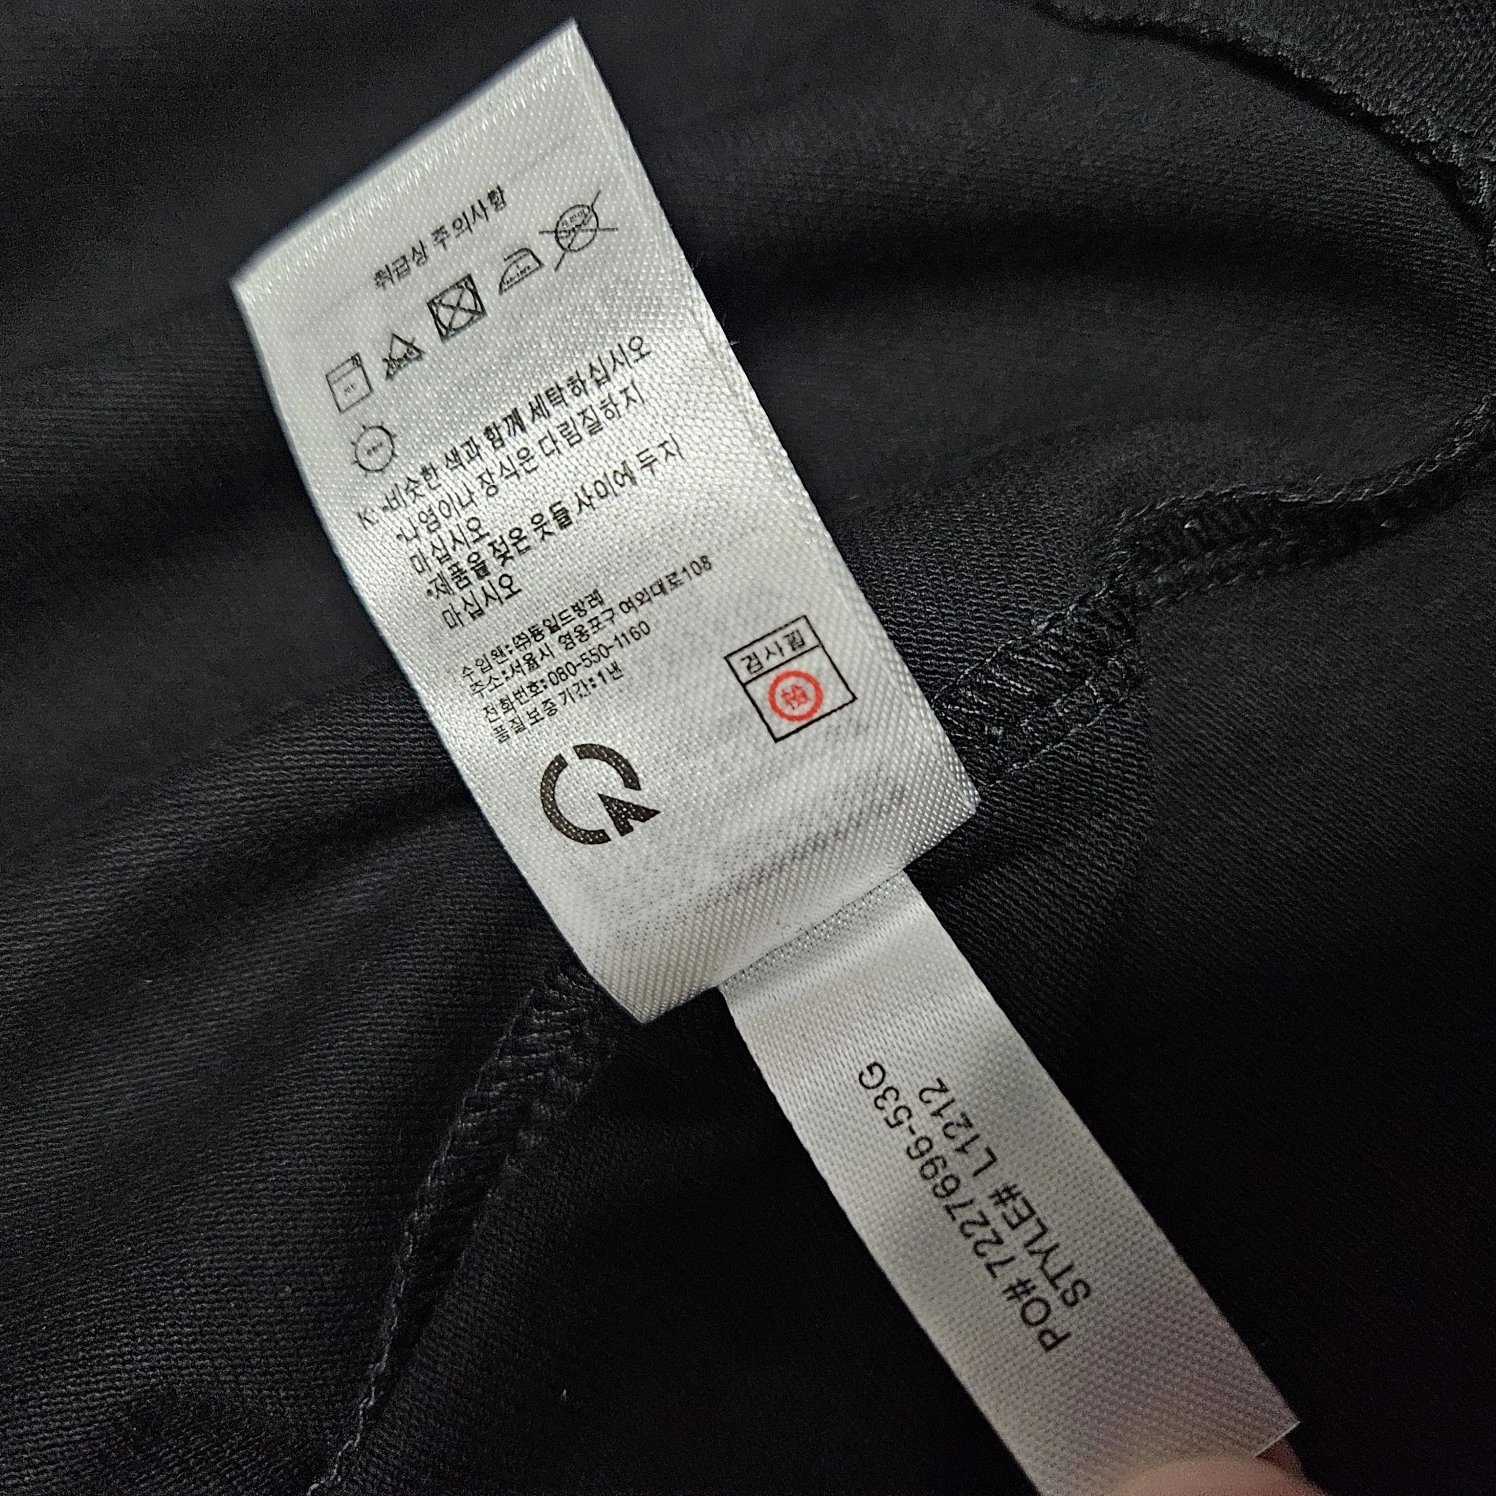 취급상 주의사항
K: •비슷한 색과 함께 세탁하십시오
•나염이나 장식은 다림질하지
마십시오
•제품을 젖은 옷들 사이에 두지
마십시오
수입원:㈜동일드방레
주소:서울시 영등포구 여의대로108
전화번호:080-550-1160
품질 보증 기간:1년
검사필
檢
PO# 7227696-53G
STYLE# L1212